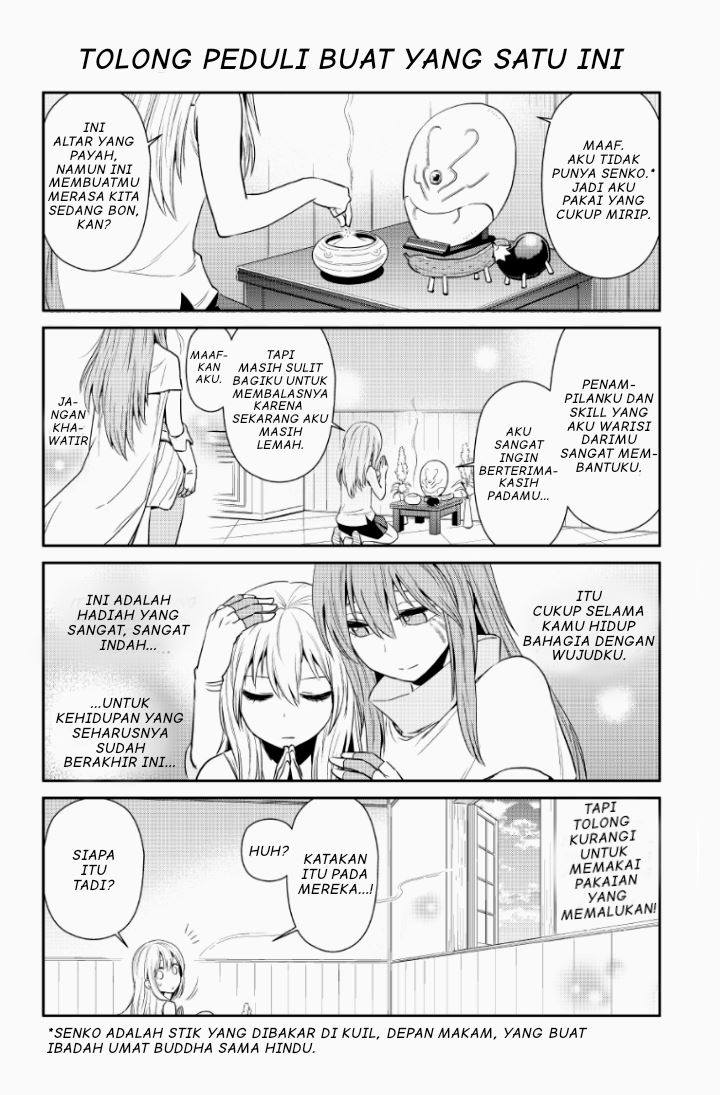 TOLONG PEDULI BUAT YANG SATU INI
MAAF.
AKU TIDAK
PUNYA SENKO.*
JADI AKU
PAKAI YANG
CUKUP MIRIP.
INI
ALTAR YANG
PAYAH,
NAMUN INI
MEMBUATMU
MERASA KITA
SEDANG BON,
KAN?
PENAM-
PILANKU DAN
SKILL YANG
AKU WARISI
DARIMU
SANGAT MEM-
BANTUKU.
AKU
SANGAT
INGIN
BERTERIMA-
KASIH
PADAMU...
TAPI
MASIH SULIT
BAGIKU UNTUK
MEMBALASNYA
KARENA
SEKARANG AKU
MASIH
LEMAH.
MAAF-
KAN
AKU.
JA-
NGAN
KHA-
WATIR
ITU
CUKUP SELAMA
KAMU HIDUP
BAHAGIA DENGAN
WUJUDKU.
INI ADALAH
HADIAH YANG
SANGAT, SANGAT
INDAH...
...UNTUK
KEHIDUPAN YANG
SEHARUSNYA
SUDAH
BERAKHIR INI...
TAPI
TOLONG
KURANGI
UNTUK
MEMAKAI
PAKAIAN
YANG
MEMALUKAN!
KATAKAN
ITU PADA
MEREKA...!
HUH?
SIAPA
ITU
TADI?
*SENKO ADALAH STIK YANG DIBAKAR DI KUIL, DEPAN MAKAM, YANG BUAT
IBADAH UMAT BUDDHA SAMA HINDU.